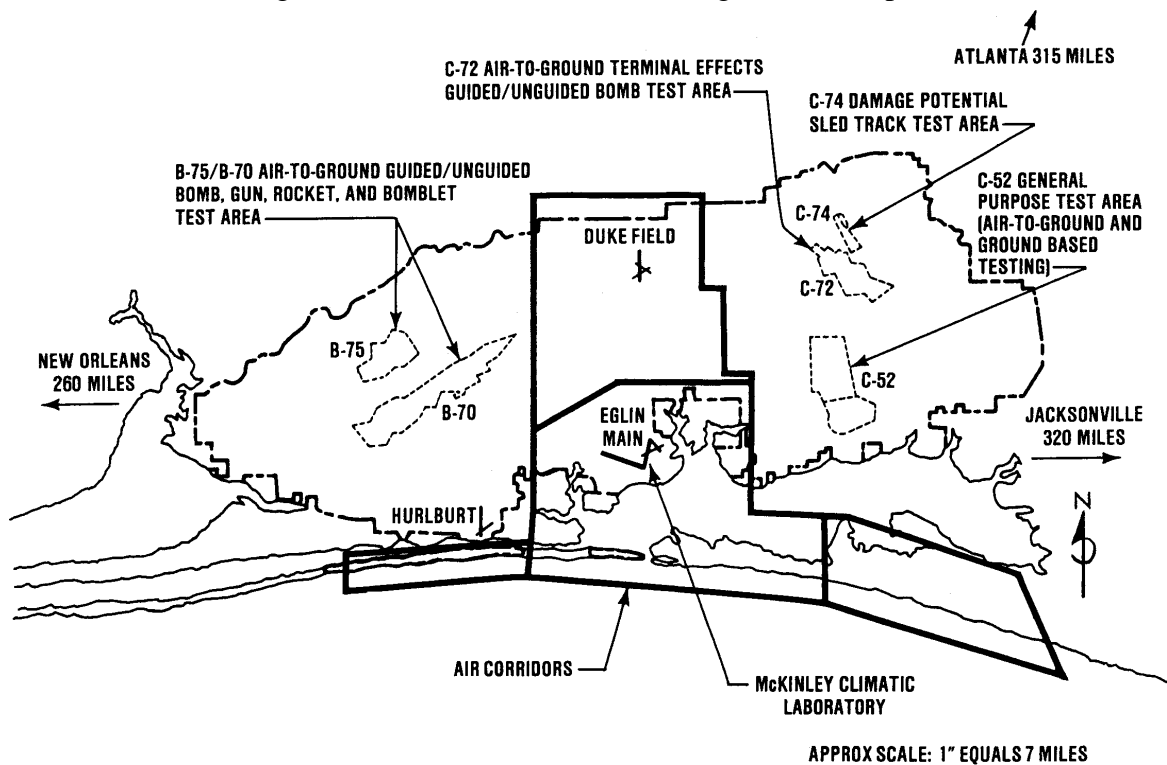 ATLANTA 315 MILES
C-72 AIR-TO-GROUND TERMINAL EFFECTS
GUIDED/UNGUIDED BOMB TEST AREA
C-74 DAMAGE POTENTIAL
SLED TRACK TEST AREA
B-75/B-70 AIR-TO-GROUND GUIDED/UNGUIDED
BOMB, GUN, ROCKET, AND BOMBLET
TEST AREA
C-52 GENERAL
PURPOSE TEST AREA
(AIR-TO-GROUND AND
GROUND BASED
TESTING)
C-74
DUKE FIELD
C-72
B-75
NEW ORLEANS
260 MILES
C-52
B-70
EGLIN
MAIN
JACKSONVILLE
320 MILES
N
HURLBURT
AIR CORRIDORS
McKINLEY CLIMATIC
LABORATORY
APPROX SCALE: 1" EQUALS 7 MILES